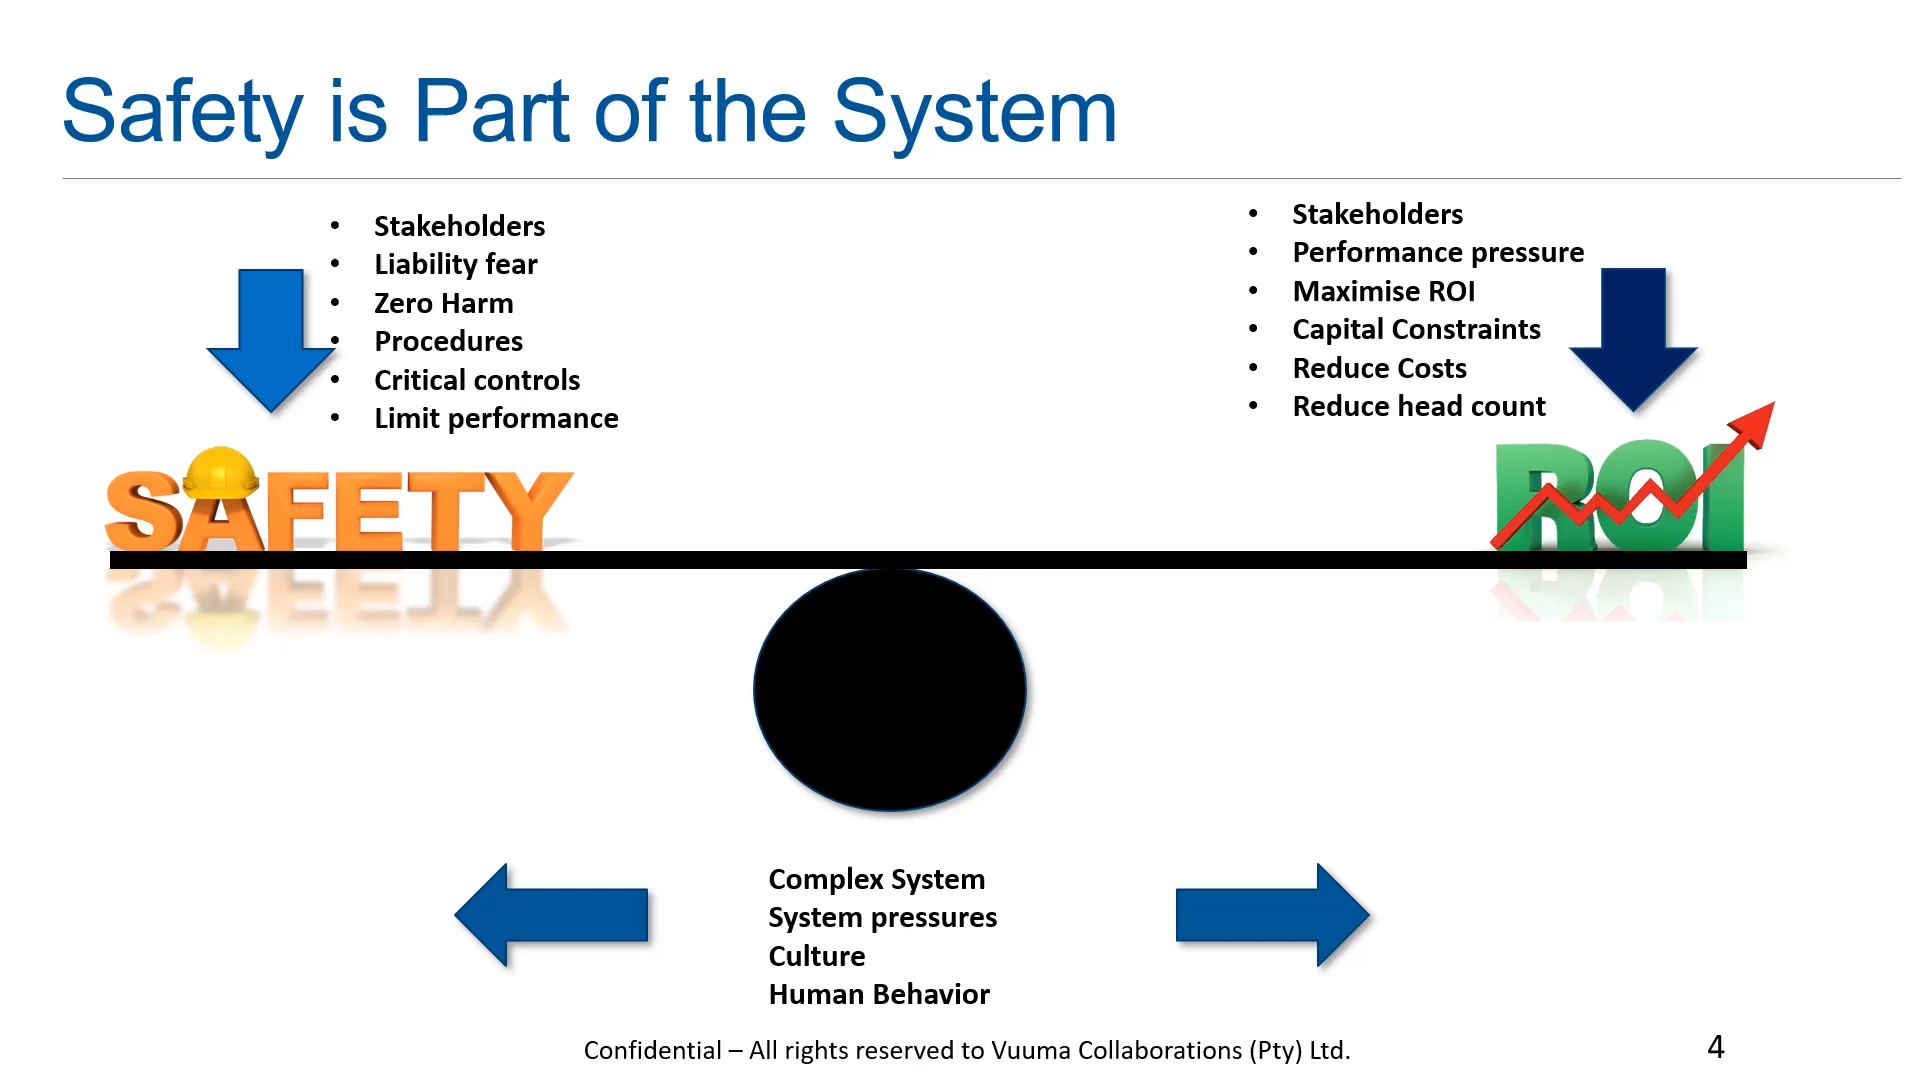 Safety is Part of the System
• Stakeholders
• Liability fear
• Zero Harm
• Procedures
• Critical controls
• Limit performance
• Stakeholders
• Performance pressure
• Maximise ROI
• Capital Constraints
• Reduce Costs
• Reduce head count
SAFETY
ROI
Complex System
System pressures
Culture
Human Behavior
Confidential – All rights reserved to Vuuma Collaborations (Pty) Ltd.
4